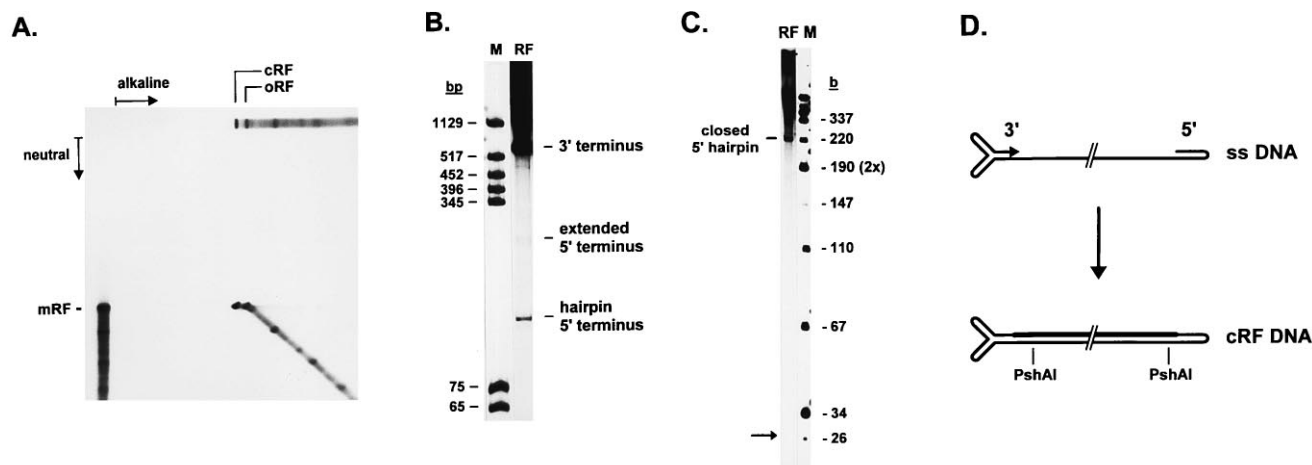 A.
alkaline
cRF
oRF
neutral
mRF -
B.
M RF
bp
1129 –
517 –
452 –
396 –
345 –
75 –
65 –
– 3' terminus
– extended
5' terminus
– hairpin
5' terminus
C.
RF M
b
closed –
5' hairpin
- 337
- 220
- 190 (2x)
- 147
- 110
- 67
- 34
- 26
D.
3' 5'
ss DNA
cRF DNA
PshAI PshAI